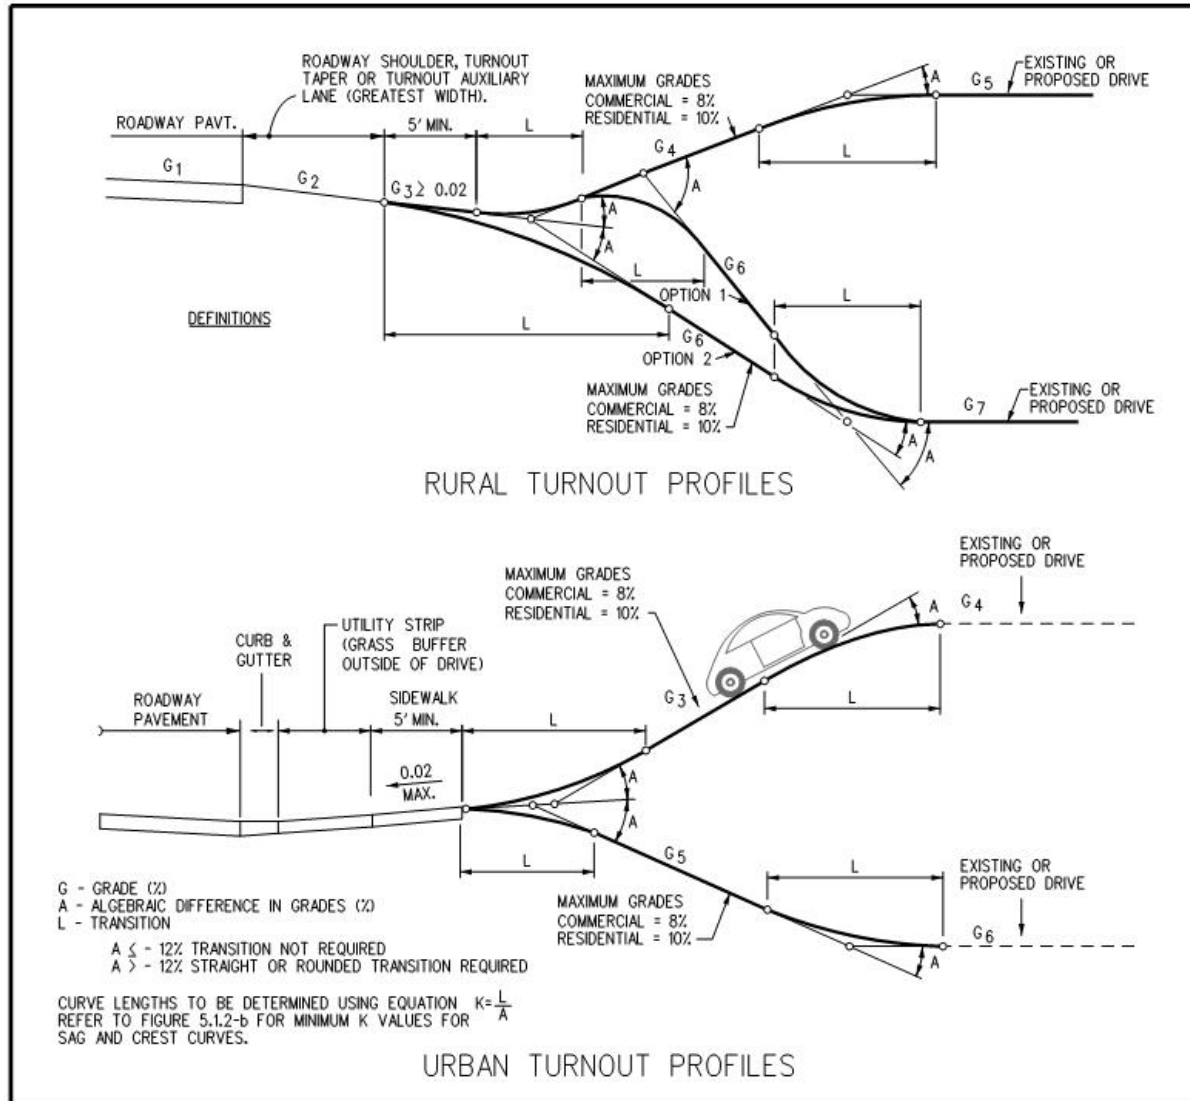 ROADWAY SHOULDER, TURNOUT
TAPER OR TURNOUT AUXILIARY
LANE (GREATEST WIDTH).
MAXIMUM GRADES
COMMERCIAL = 8%
RESIDENTIAL = 10%
A
G5
EXISTING OR
PROPOSED DRIVE
ROADWAY PAVT.
5' MIN.
L
G4
L
G1
G2
G3 ≥ 0.02
A
A
A
L
G6
OPTION 1
L
DEFINITIONS
L
G6
OPTION 2
MAXIMUM GRADES
COMMERCIAL = 8%
RESIDENTIAL = 10%
G7
EXISTING OR
PROPOSED DRIVE
A
A
RURAL TURNOUT PROFILES
EXISTING OR
PROPOSED DRIVE
MAXIMUM GRADES
COMMERCIAL = 8%
RESIDENTIAL = 10%
A
G4
CURB &
GUTTER
UTILITY STRIP
(GRASS BUFFER
OUTSIDE OF DRIVE)
ROADWAY
PAVEMENT
SIDEWALK
5' MIN.
L
G3
L
0.02
MAX.
A
A
L
G5
L
EXISTING OR
PROPOSED DRIVE
G - GRADE (%)
A - ALGEBRAIC DIFFERENCE IN GRADES (%)
L - TRANSITION
MAXIMUM GRADES
COMMERCIAL = 8%
RESIDENTIAL = 10%
G6
A
A ≤ - 12% TRANSITION NOT REQUIRED
A > - 12% STRAIGHT OR ROUNDED TRANSITION REQUIRED
CURVE LENGTHS TO BE DETERMINED USING EQUATION K=L/A
REFER TO FIGURE 5.1.2-b FOR MINIMUM K VALUES FOR
SAG AND CREST CURVES.
URBAN TURNOUT PROFILES